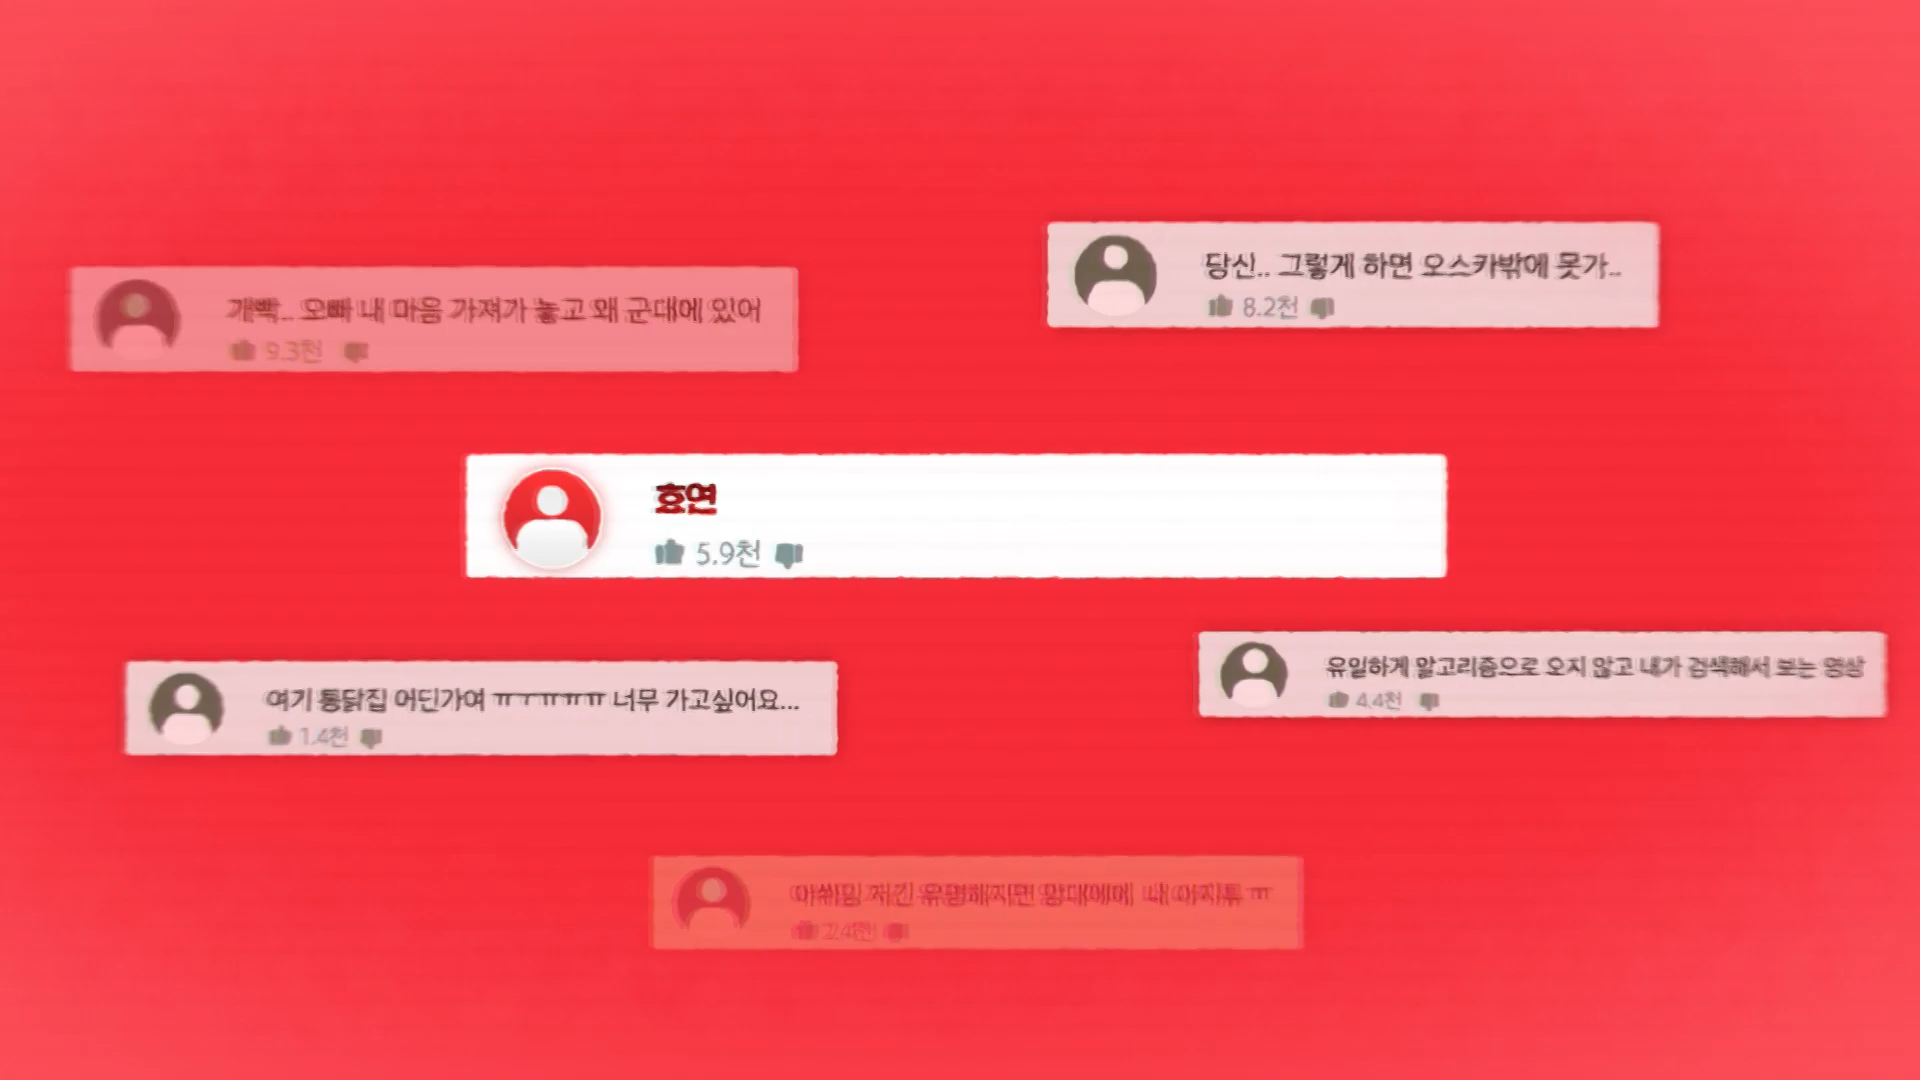 당신.. 그렇게 하면 오스카밖에 못가..
8.2천
개빡.. 오빠 내 마음 가져가 놓고 왜 군대에 있어
9.3천
효연
5.9천
유일하게 알고리즘으로 오지 않고 내가 검색해서 보는 영상
4.4천
여기 통닭집 어딘가여 ㅠㅜㅠㅠㅠ 너무 가고싶어요...
1.4천
2.4천